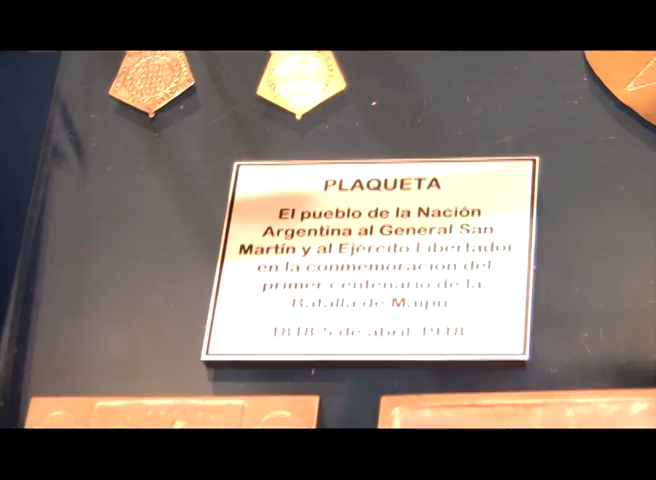 PLAQUETA
El pueblo de la Nación
Argentina al General San
Martín y al Ejército Libertador
en la conmemoración del
primer centenario de la
Batalla de Maipú
1818 5 de abril 1918